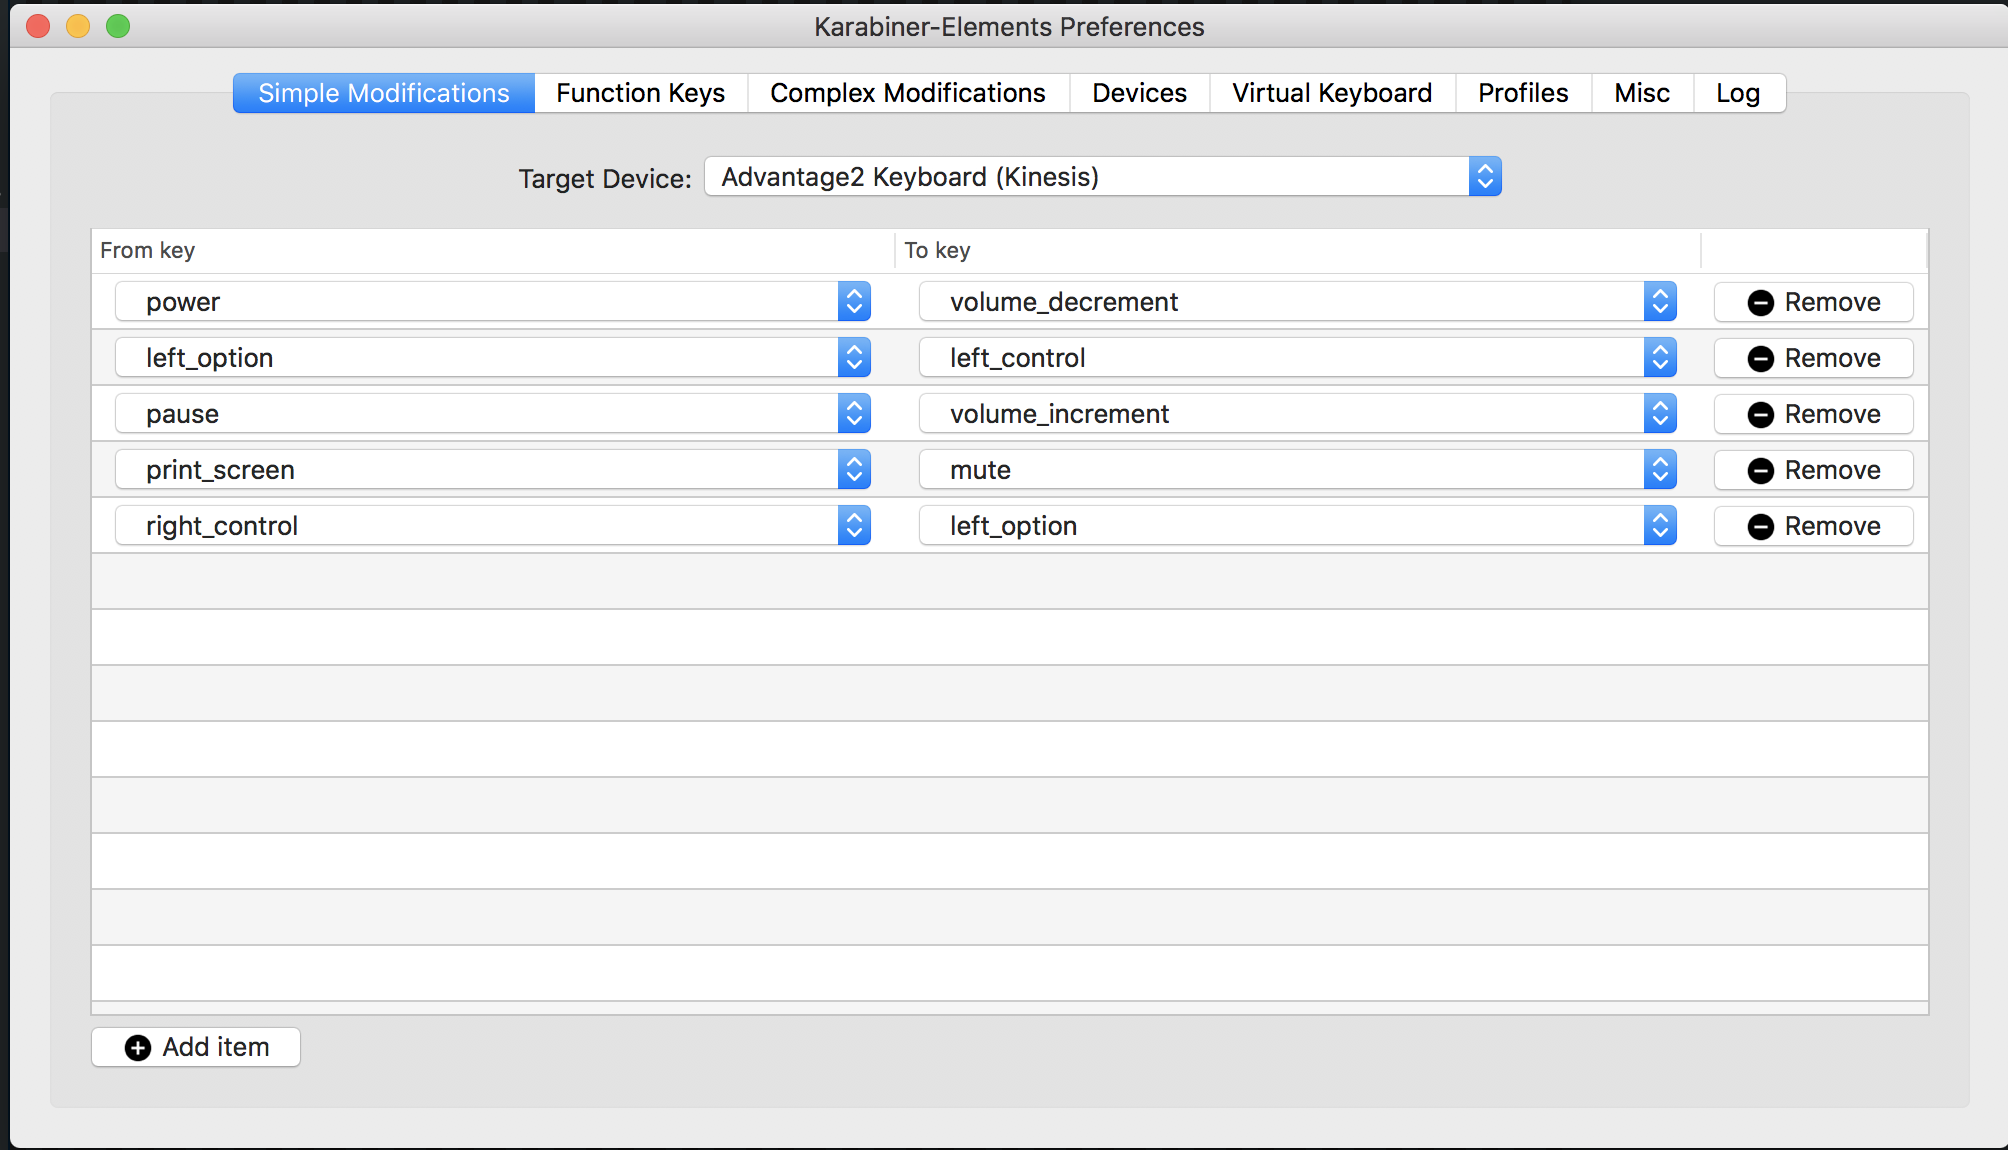 Karabiner-Elements Preferences
Simple Modifications Function Keys Complex Modifications Devices Virtual Keyboard Profiles Misc Log
Target Device: Advantage2 Keyboard (Kinesis)
From key To key
power volume_decrement Remove
left_option left_control Remove
pause volume_increment Remove
print_screen mute Remove
right_control left_option Remove
Add item